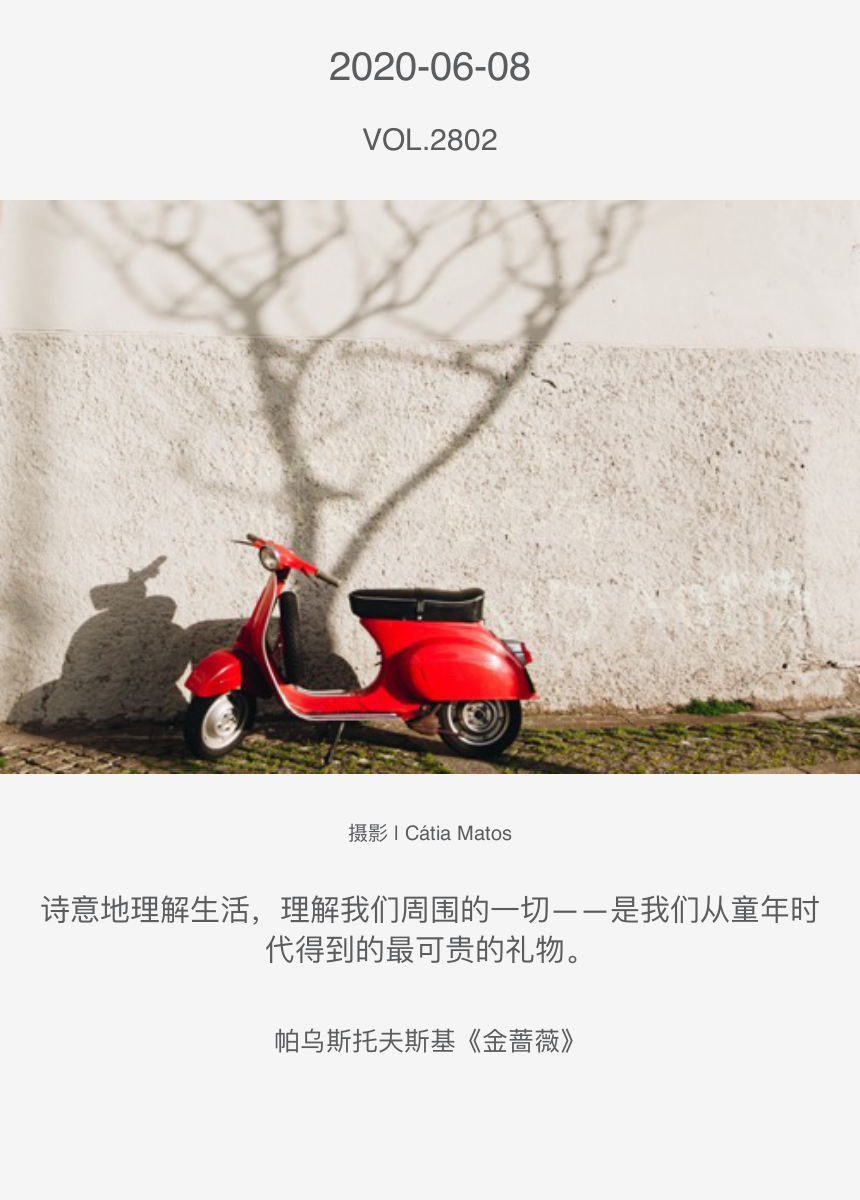 2020-06-08
VOL.2802
摄影 l Cátia Matos
诗意地理解生活，理解我们周围的一切——是我们从童年时
代得到的最可贵的礼物。
帕乌斯托夫斯基《金蔷薇》